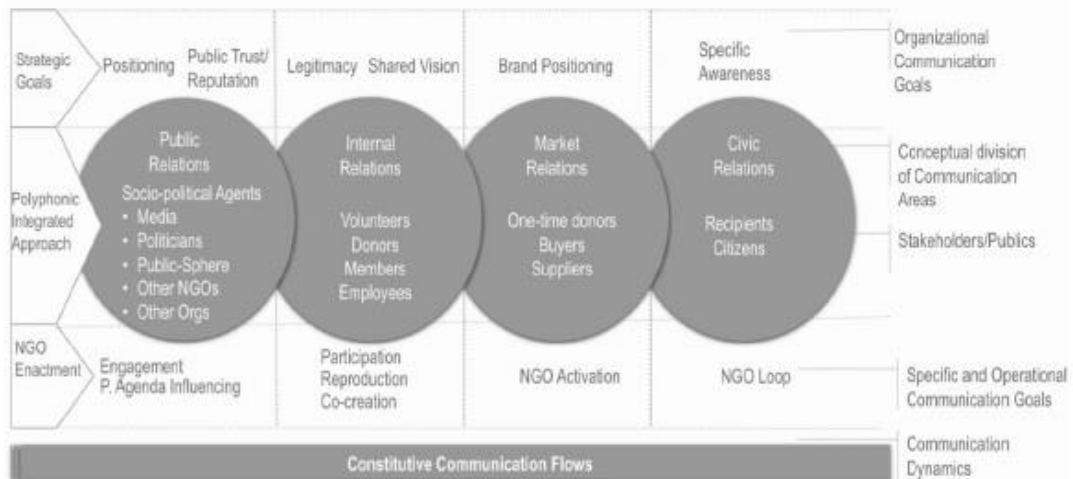 Strategic
Goals
Positioning
Public Trust/
Reputation
Legitimacy Shared Vision
Brand Positioning
Specific
Awareness
Organizational
Communication
Goals
Polyphonic
Integrated
Approach
Public
Relations
Socio-political Agents
• Media
• Politicians
• Public-Sphere
• Other NGOs
• Other Orgs
Internal
Relations
Volunteers
Donors
Members
Employees
Market
Relations
One-time donors
Buyers
Suppliers
Civic
Relations
Recipients
Citizens
Conceptual division
of Communication
Areas
Stakeholders/Publics
NGO
Enactment
Engagement
P. Agenda Influencing
Participation
Reproduction
Co-creation
NGO Activation
NGO Loop
Specific and Operational
Communication Goals
Constitutive Communication Flows
Communication
Dynamics